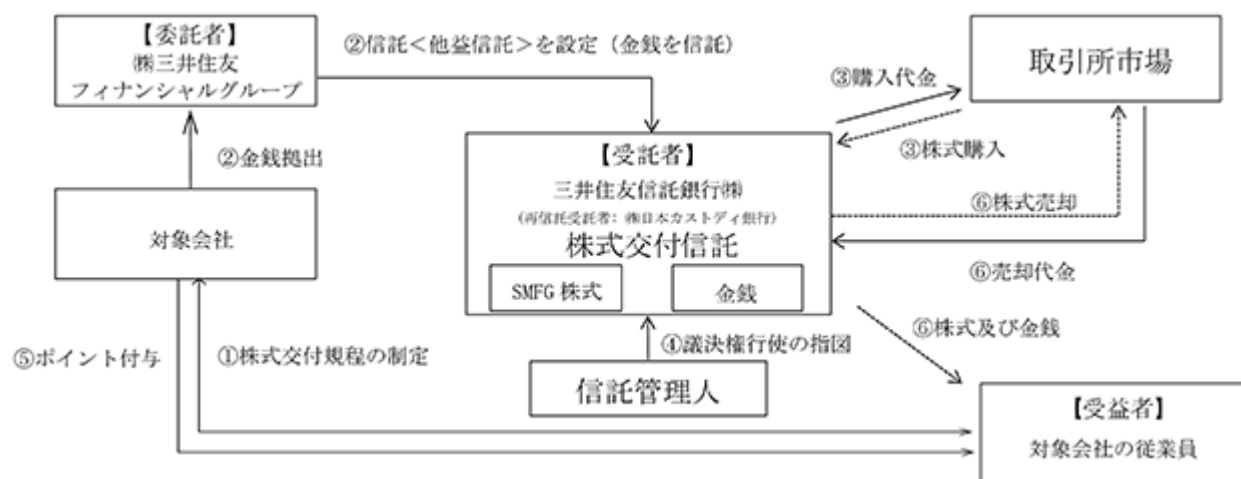 【委託者】
㈱三井住友
フィナンシャルグループ
②信託<他益信託>を設定（金銭を信託）
取引所市場
③購入代金
③株式購入
②金銭拠出
【受託者】
三井住友信託銀行㈱
(再信託受託者：㈱日本カストディ銀行)
株式交付信託
SMFG 株式
金銭
対象会社
⑥株式売却
⑥売却代金
⑥株式及び金銭
⑤ポイント付与
①株式交付規程の制定
④議決権行使の指図
信託管理人
【受益者】
対象会社の従業員